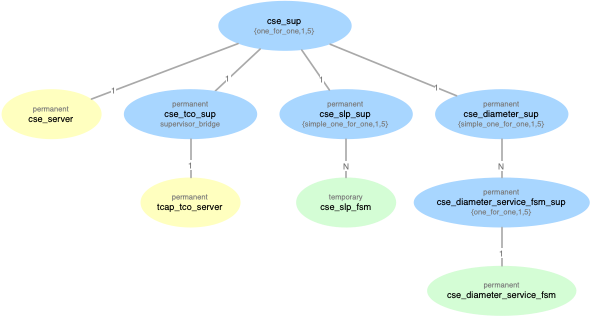 cse_sup
{one_for_one,1,5}
1
1
1
1
permanent
cse_server
permanent
cse_tco_sup
supervisor_bridge
permanent
cse_slp_sup
{simple_one_for_one,1,5}
permanent
cse_diameter_sup
{simple_one_for_one,1,5}
1
N
N
permanent
tcap_tco_server
temporary
cse_slp_fsm
permanent
cse_diameter_service_fsm_sup
{one_for_one,1,5}
1
permanent
cse_diameter_service_fsm